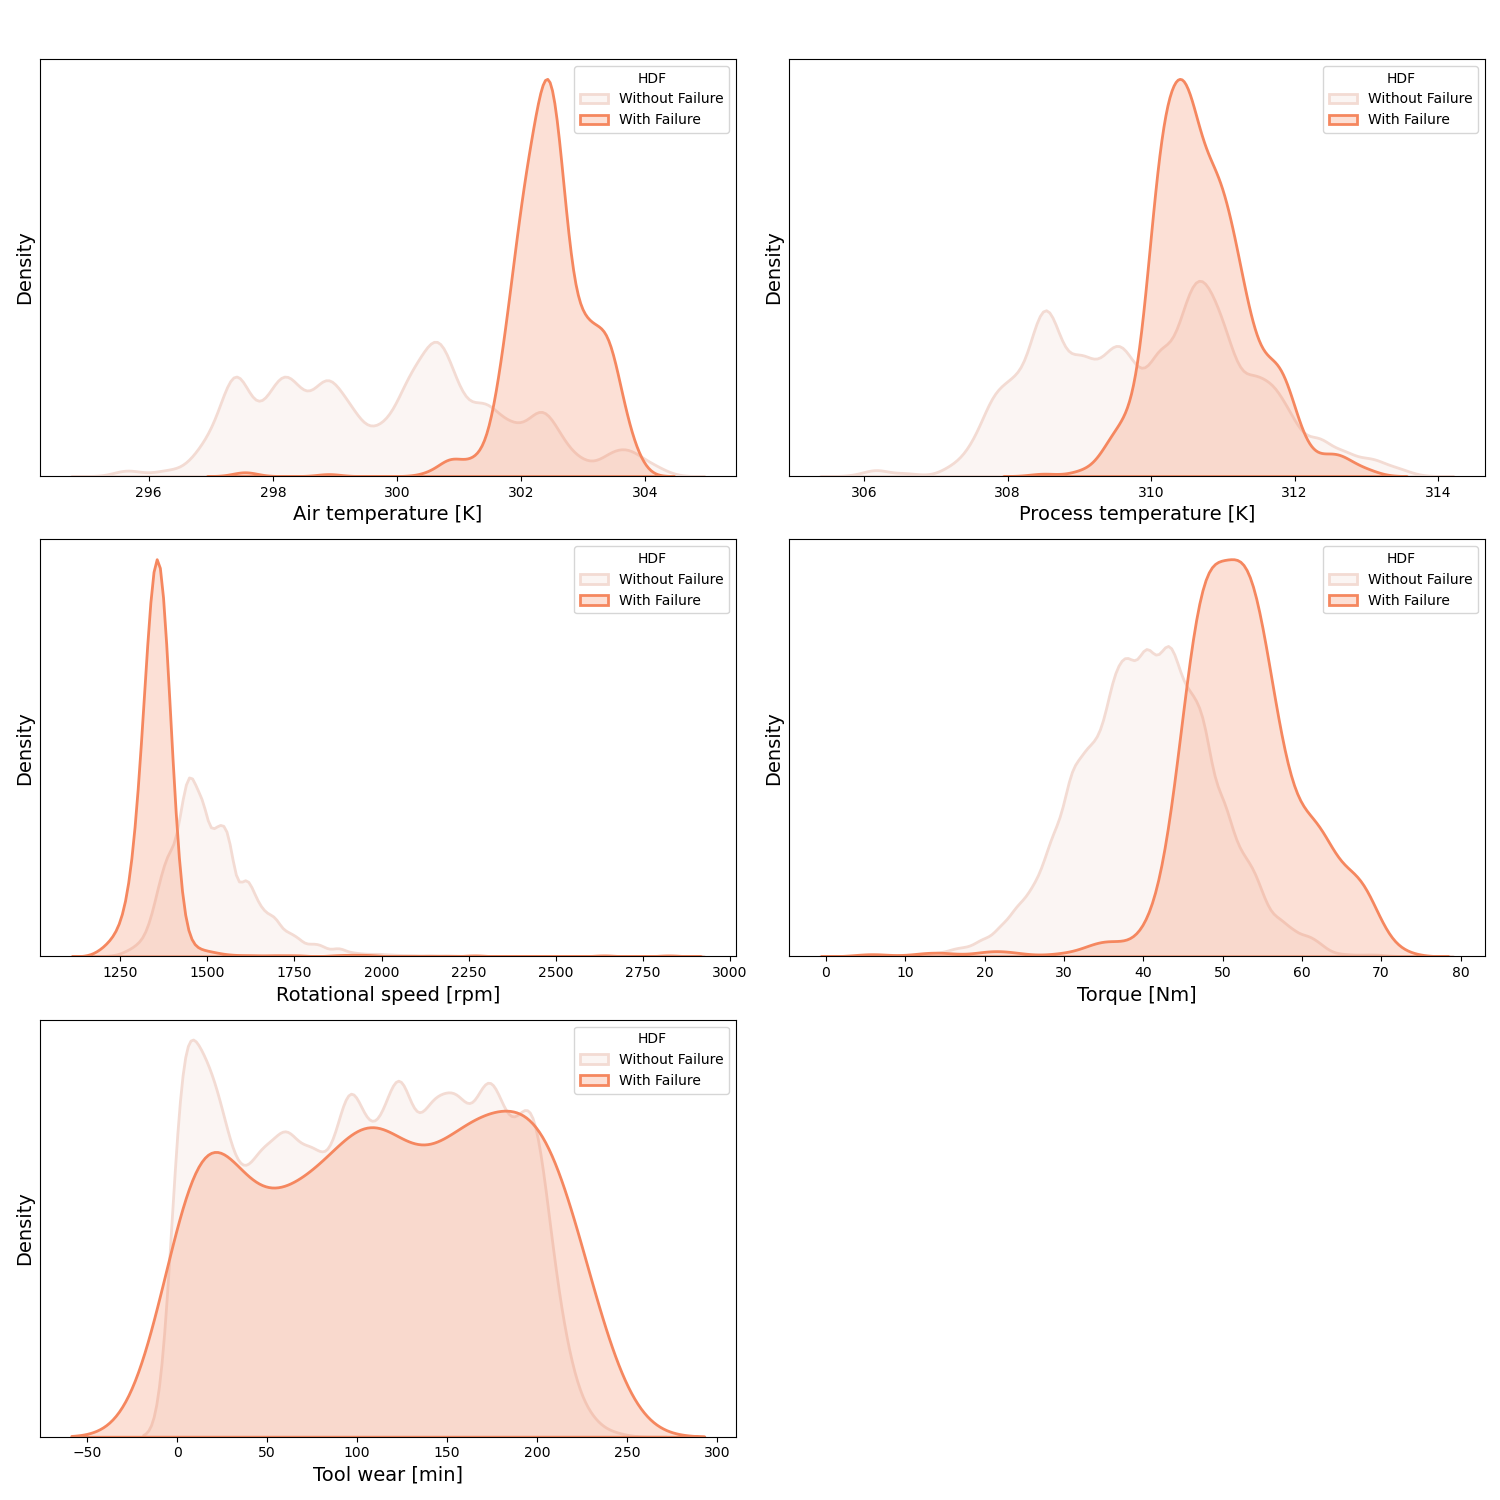 HDF
Without Failure
With Failure
Density
296 298 300 302 304
Air temperature [K]
HDF
Without Failure
With Failure
Density
306 308 310 312 314
Process temperature [K]
HDF
Without Failure
With Failure
Density
1250 1500 1750 2000 2250 2500 2750 3000
Rotational speed [rpm]
HDF
Without Failure
With Failure
Density
0 10 20 30 40 50 60 70 80
Torque [Nm]
HDF
Without Failure
With Failure
Density
−50 0 50 100 150 200 250 300
Tool wear [min]